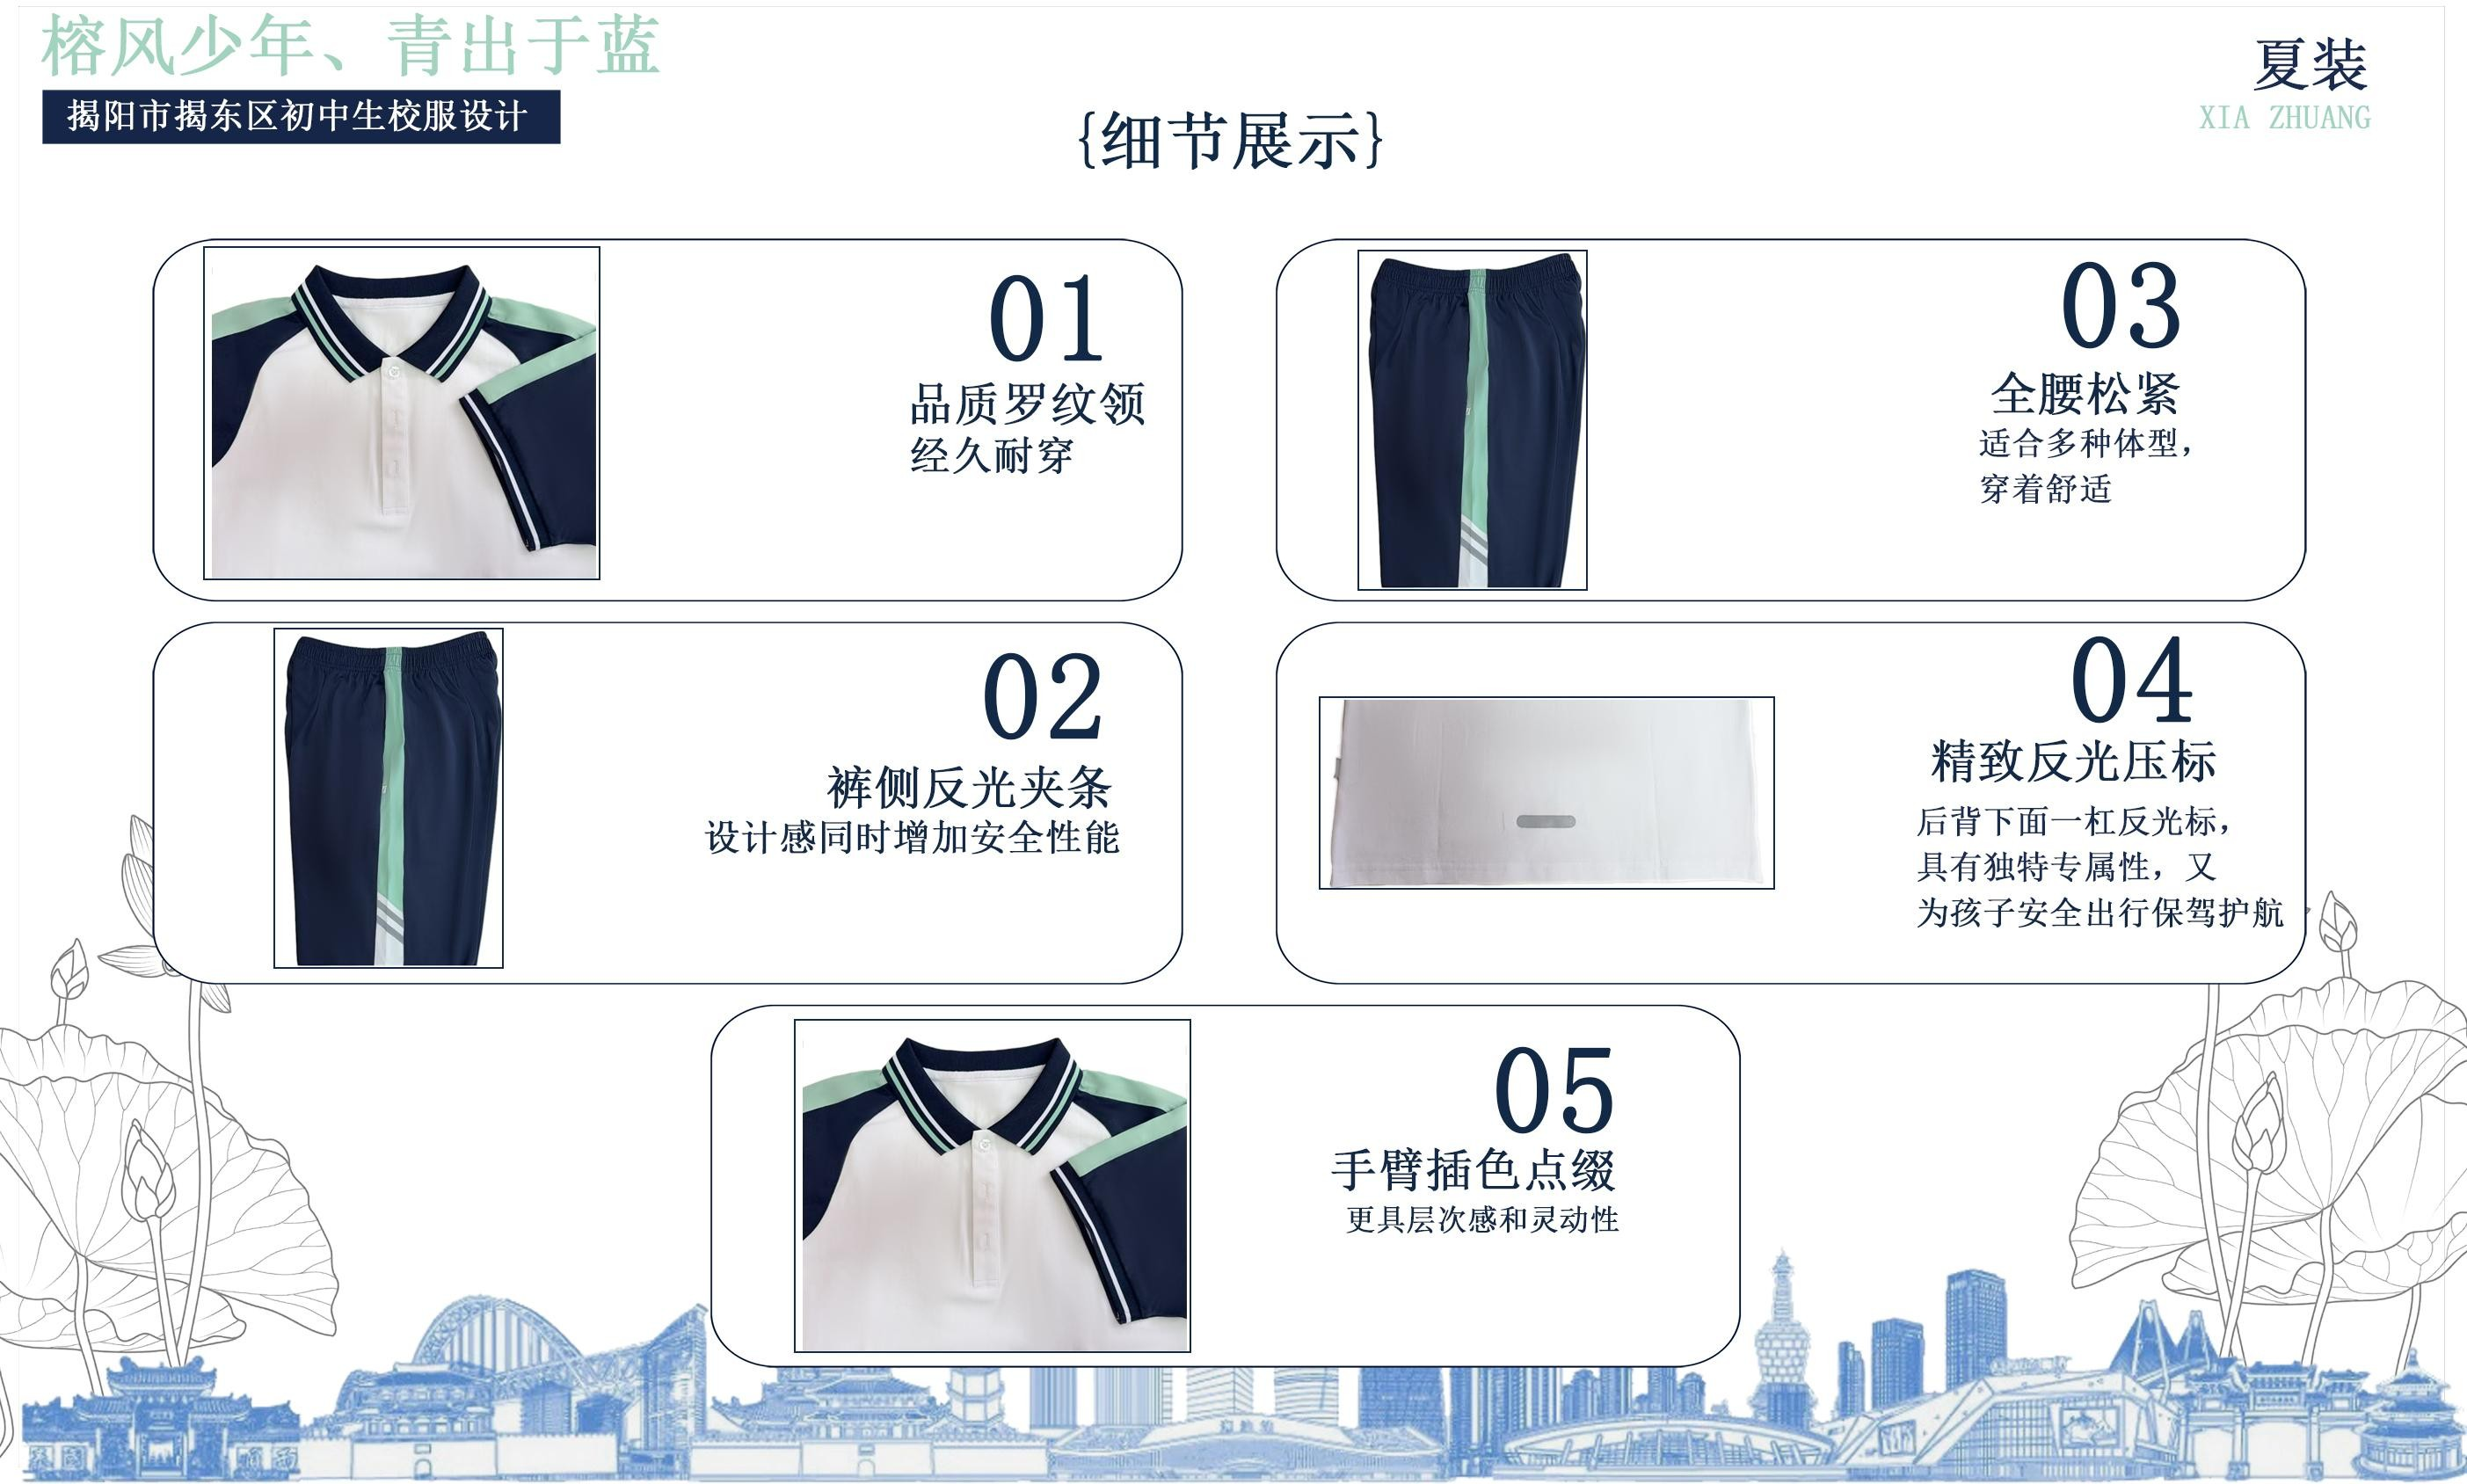 榕风少年、青出于蓝
揭阳市揭东区初中生校服设计
夏装
XIA ZHUANG
{细节展示}
01
品质罗纹领
经久耐穿
02
裤侧反光夹条
设计感同时增加安全性能
03
全腰松紧
适合多种体型，
穿着舒适
04
精致反光压标
后背下面一杠反光标，
具有独特专属性，又
为孩子安全出行保驾护航
05
手臂插色点缀
更具层次感和灵动性